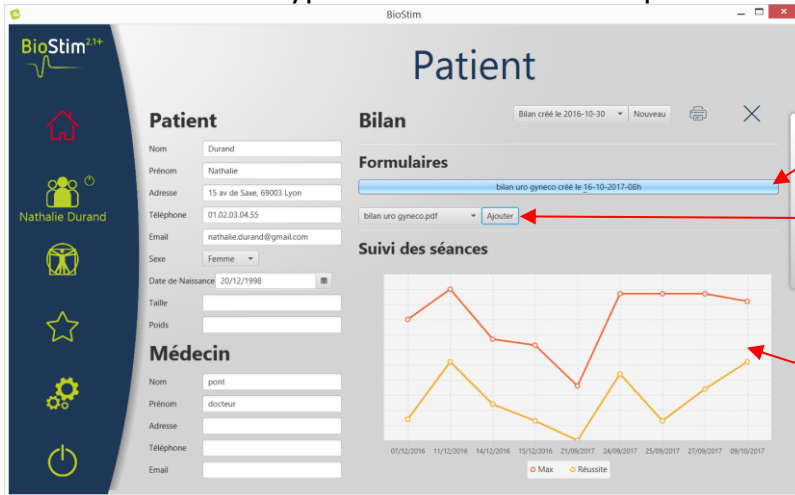 BioStim
BioStim 2.1+
Patient
Nathalie Durand
Patient
Nom Durand
Prénom Nathalie
Adresse 15 av de Saxe, 69003 Lyon
Téléphone 01.02.03.04.55
Email nathalie.durand@gmail.com
Sexe Femme
Date de Naissance 20/12/1998
Taille
Poids
Médecin
Nom pont
Prénom docteur
Adresse
Téléphone
Email
Bilan
Bilan créé le 2016-10-30 Nouveau
Formulaires
bilan uro gyneco créé le 16-10-2017-08h
bilan uro gyneco.pdf Ajouter
Suivi des séances
07/12/2016 11/12/2016 14/12/2016 15/12/2016 21/09/2017 24/09/2017 25/09/2017 27/09/2017 09/10/2017
Max Réussite